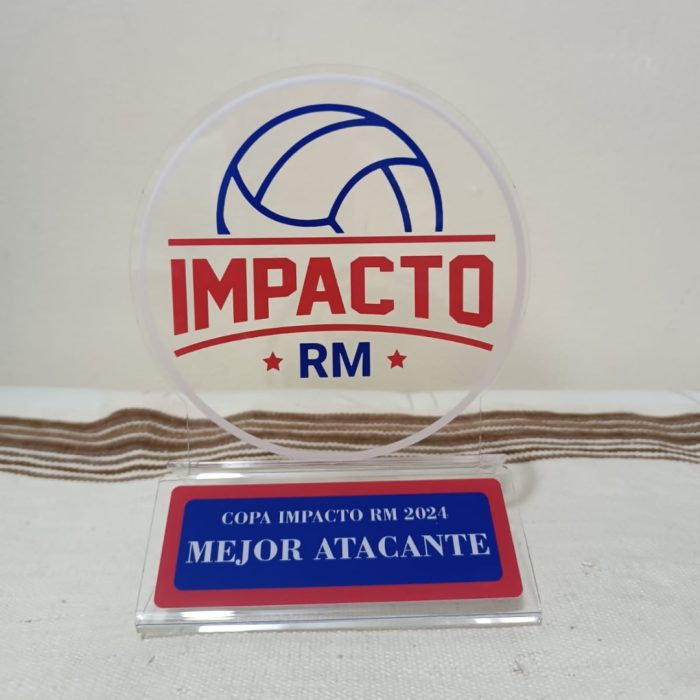 IMPACTO
RM
COPA IMPACTO RM 2024
MEJOR ATACANTE